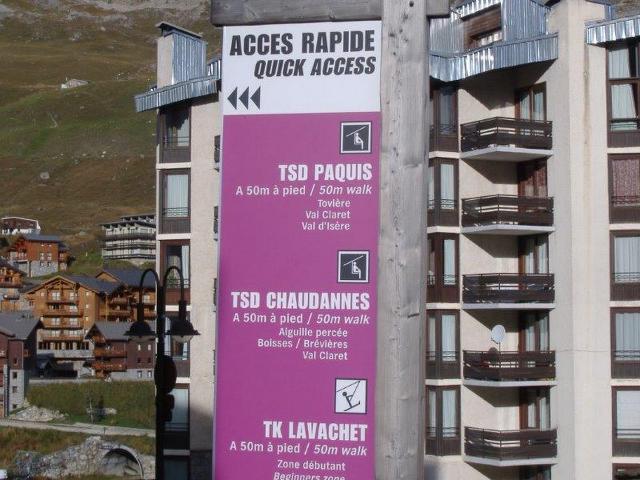 ACCES RAPIDE
QUICK ACCESS
TSD PAQUIS
A 50m à pied / 50m walk
Tovière
Val Claret
Val d'Isère
TSD CHAUDANNES
A 50m à pied / 50m walk
Aiguille percée
Boisses / Brévières
Val Claret
TK LAVACHET
A 50m à pied / 50m walk
Zone débutant
Beginners zone